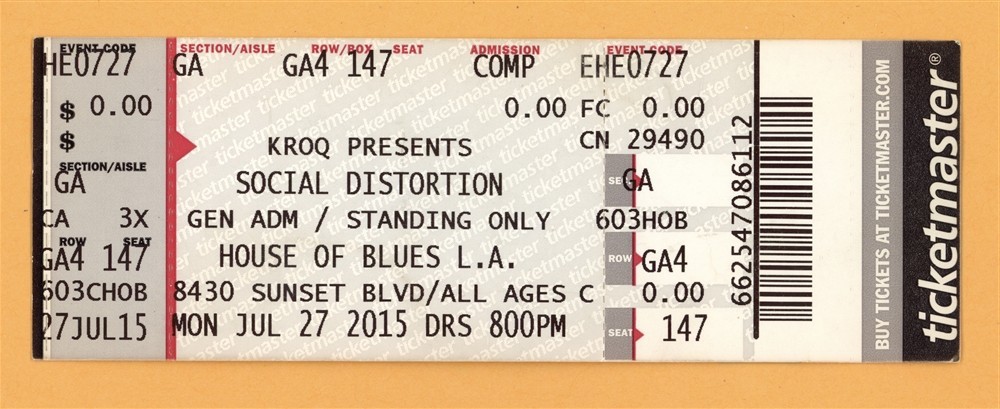 EVENT CODE SECTION/AISLE ROW/BOX SEAT ADMISSION EVENT CODE
HE0727 GA GA4 147 COMP EHE0727
$ 0.00 0.00 FC 0.00
$ KROQ PRESENTS CN 29490
SECTION/AISLE
GA SOCIAL DISTORTION SEC GA
CA 3X GEN ADM / STANDING ONLY 603HOB
ROW SEAT
GA4 147 HOUSE OF BLUES L.A. ROW GA4
603CHOB 8430 SUNSET BLVD/ALL AGES C 0.00
27JUL15 MON JUL 27 2015 DRS 800PM SEAT 147
662547086112
BUY TICKETS AT TICKETMASTER.COM
ticketmaster®